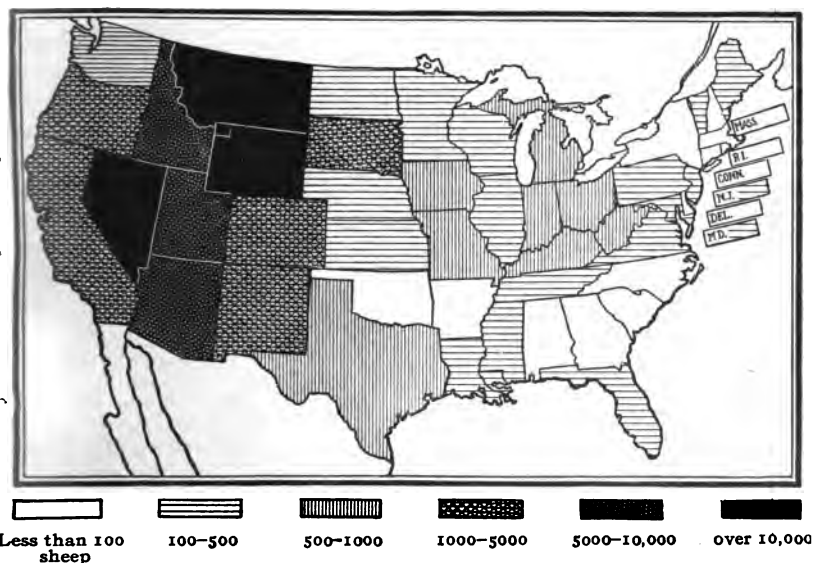 MASS.
R.I.
CONN.
N.J.
DEL.
MD.
Less than 100
sheep
100-500
500-1000
1000-5000
5000-10,000
over 10,000